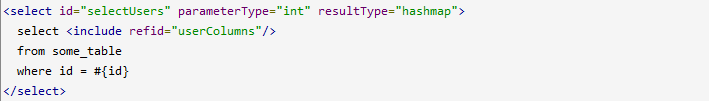 <select id="selectUsers" parameterType="int" resultType="hashmap">
  select <include refid="userColumns"/>
  from some_table
  where id = #{id}
</select>